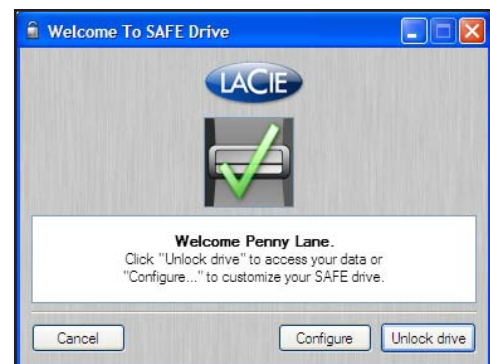 Welcome To SAFE Drive
LACIE
Welcome Penny Lane.
Click "Unlock drive" to access your data or
"Configure..." to customize your SAFE drive.
Cancel
Configure
Unlock drive